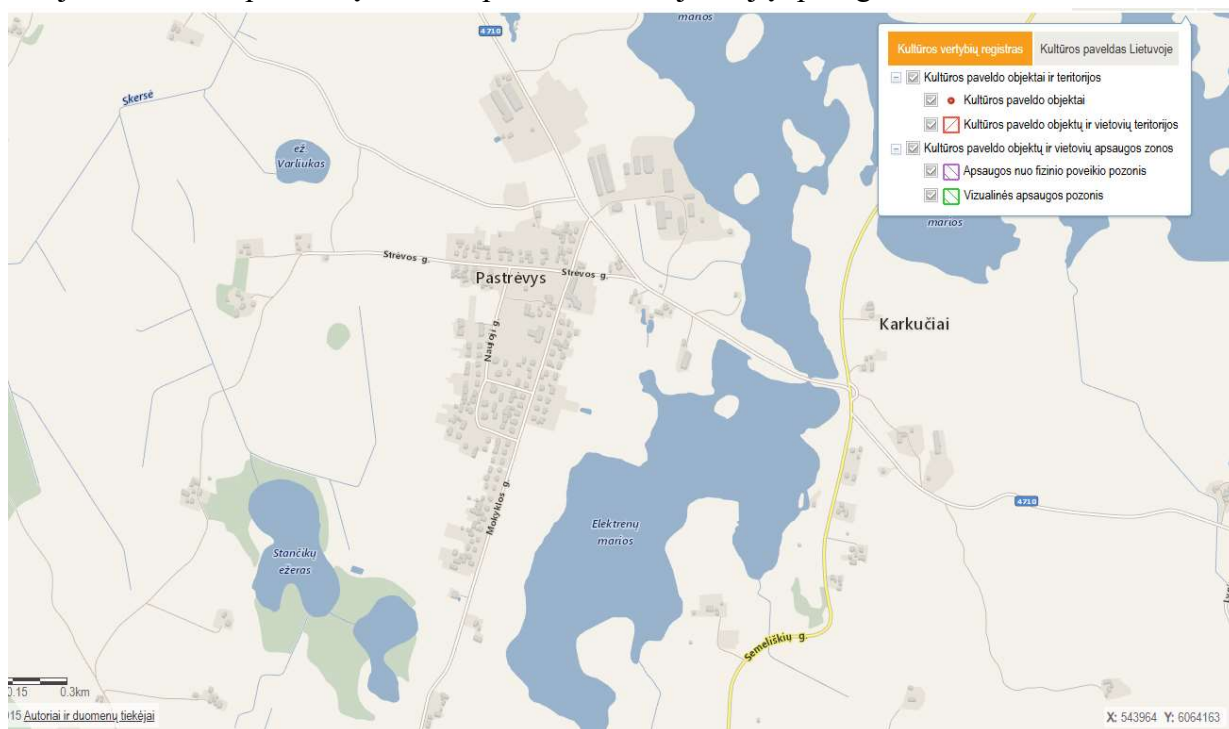 4710
marios
Kultūros vertybių registras
Kultūros paveldas Lietuvoje
Kultūros paveldo objektai ir teritorijos
Kultūros paveldo objektai
Kultūros paveldo objektų ir vietovių teritorijos
Kultūros paveldo objektų ir vietovių apsaugos zonos
Apsaugos nuo fizinio poveikio pozonis
Vizualinės apsaugos pozonis
Skersė
ež.
Varliukas
marios
Strėvos g.
Strėvos g.
Pastrėvys
Karkučiai
Naujoji g.
Mokyklos g.
4710
Elektrėnų
marios
Stančikų
ežeras
Semeliškių g.
0.15 0.3km
015 Autoriai ir duomenų tiekėjai
X: 543964 Y: 6064163